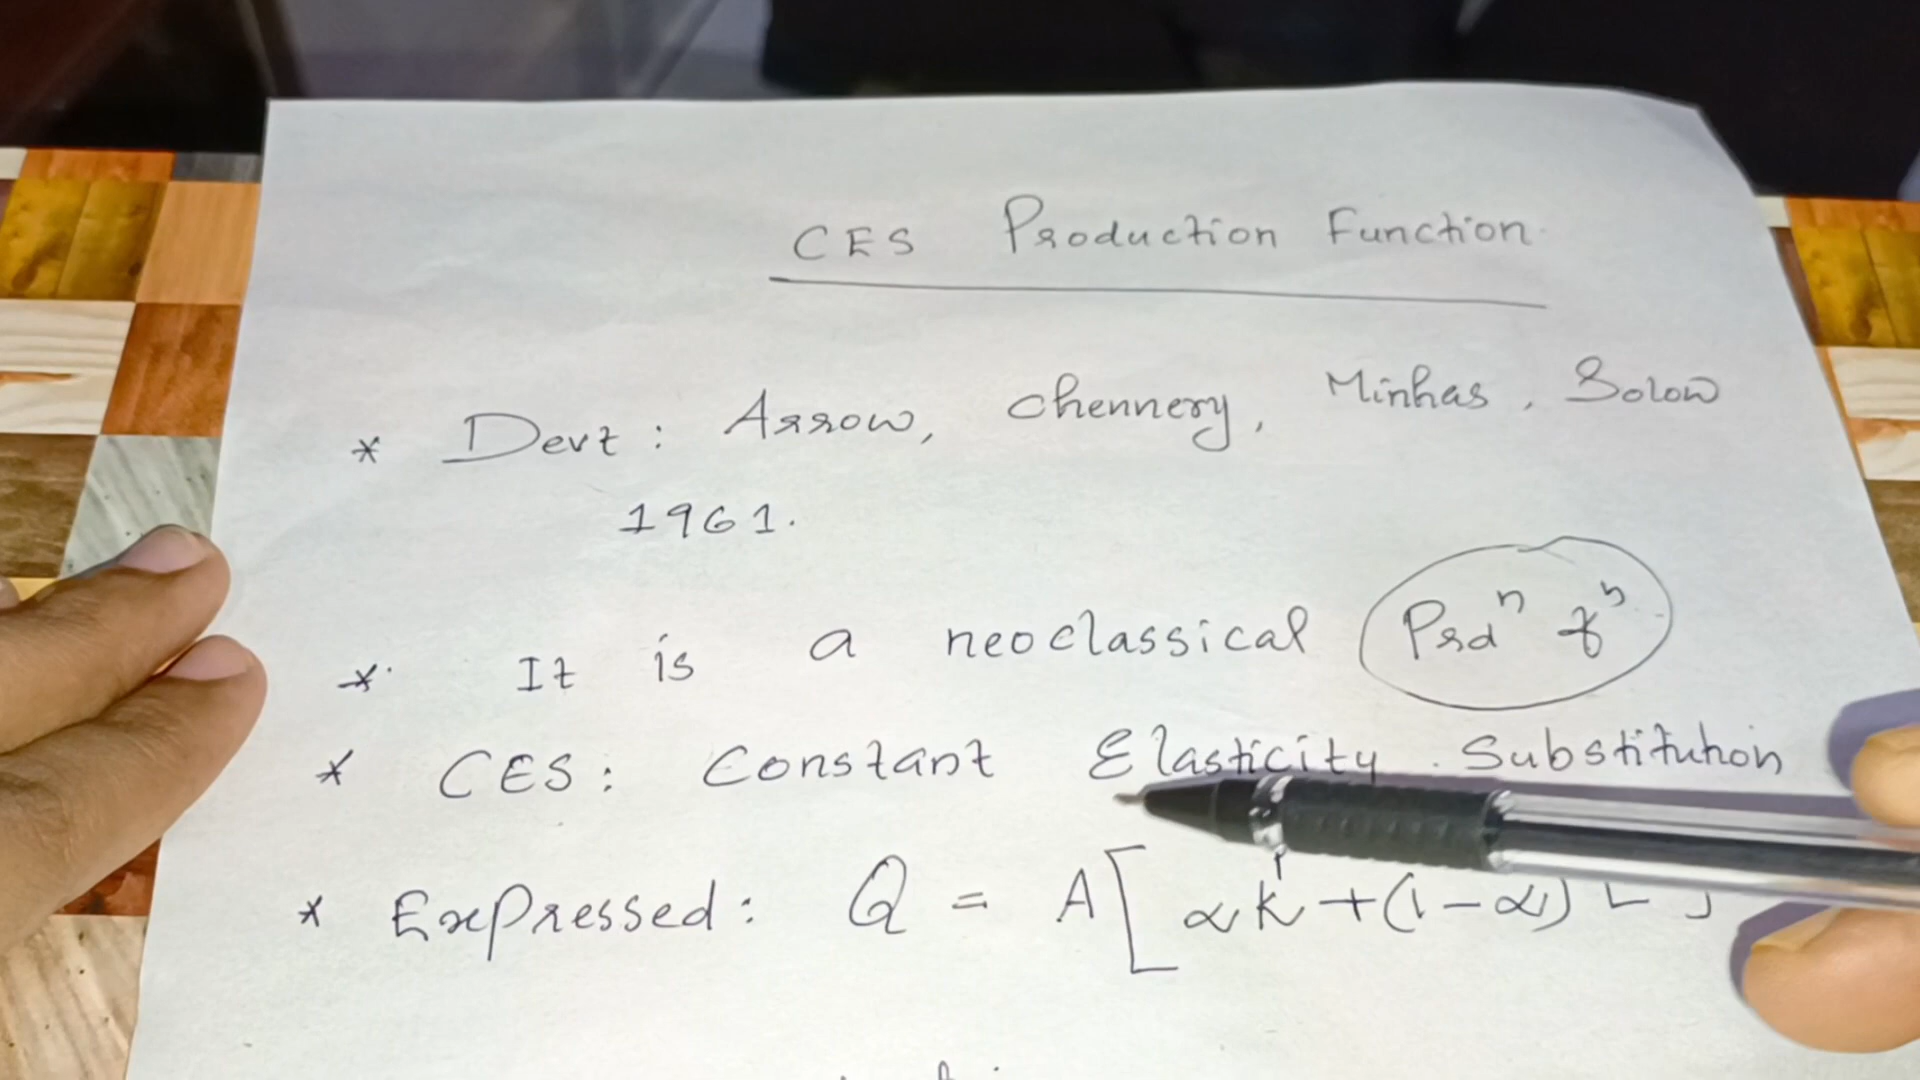 CES Production Function
* Devt : Arrow, Chennery, Minhas, Solow
1961.
* It is a neoclassical Prdⁿ fⁿ
* CES : Constant Elasticity Substitution
* Expressed : Q = A[αK + (1-α) L ]